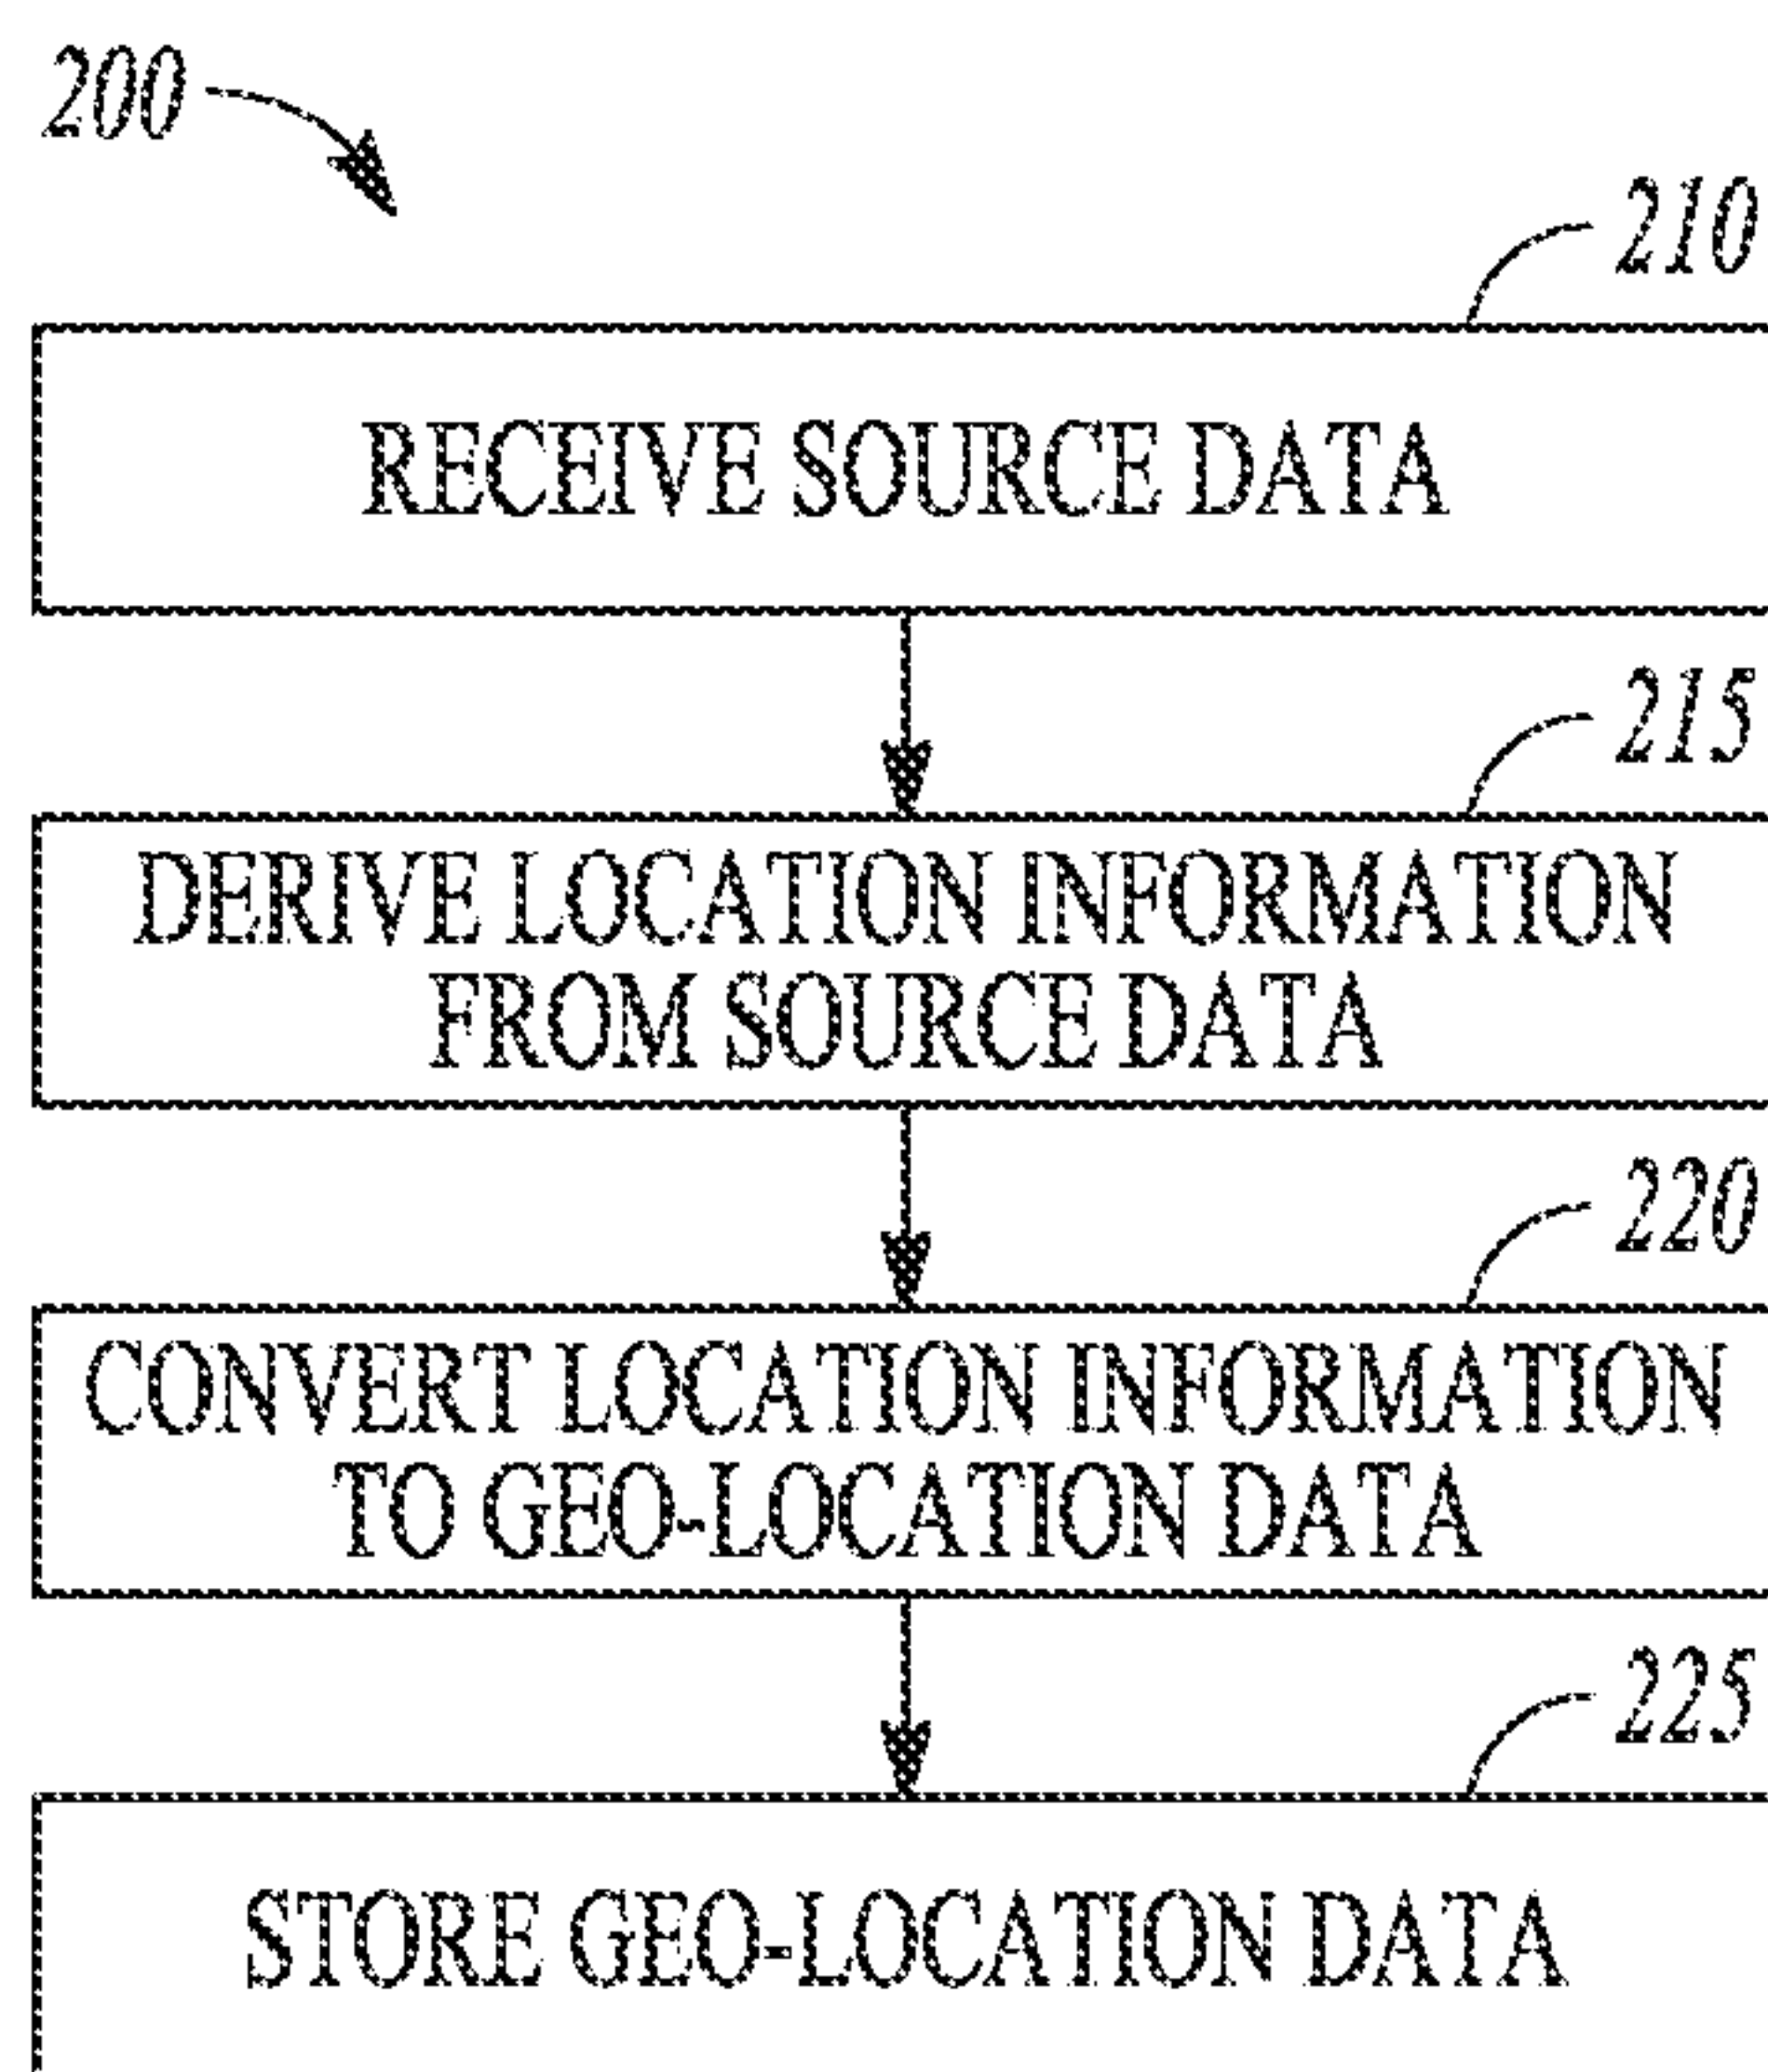 200
210
RECEIVE SOURCE DATA
215
DERIVE LOCATION INFORMATION
FROM SOURCE DATA
220
CONVERT LOCATION INFORMATION
TO GEO-LOCATION DATA
225
STORE GEO-LOCATION DATA